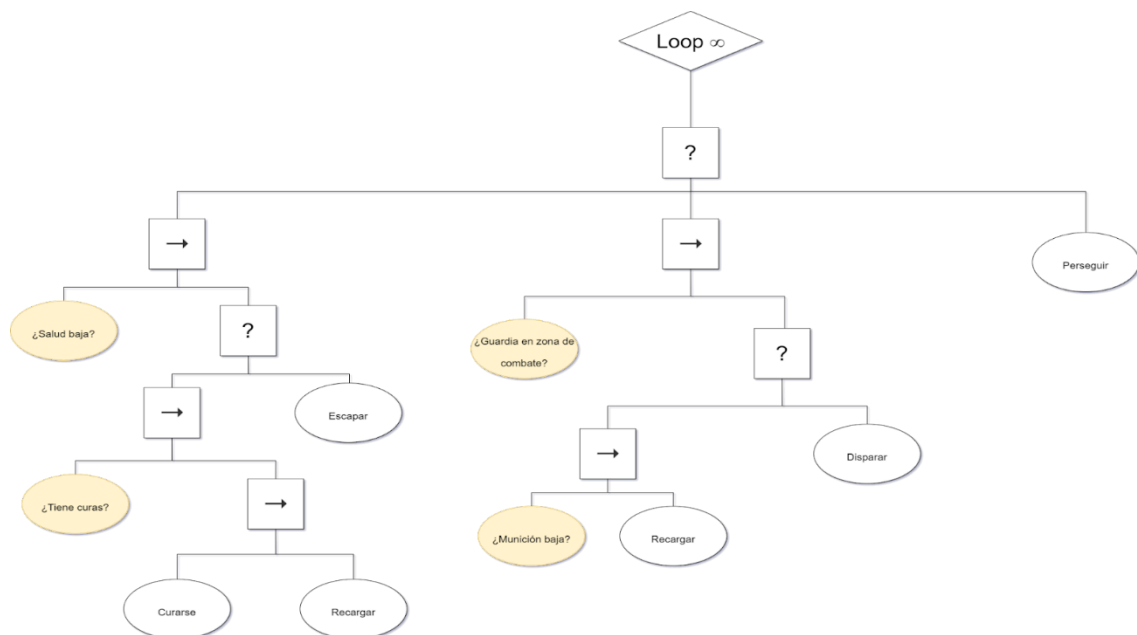 Loop ∞
?
→
→
Perseguir
¿Salud baja?
?
¿Guardia en zona de
combate?
?
→
Escapar
→
Disparar
¿Tiene curas?
→
¿Munición baja?
Recargar
Curarse
Recargar